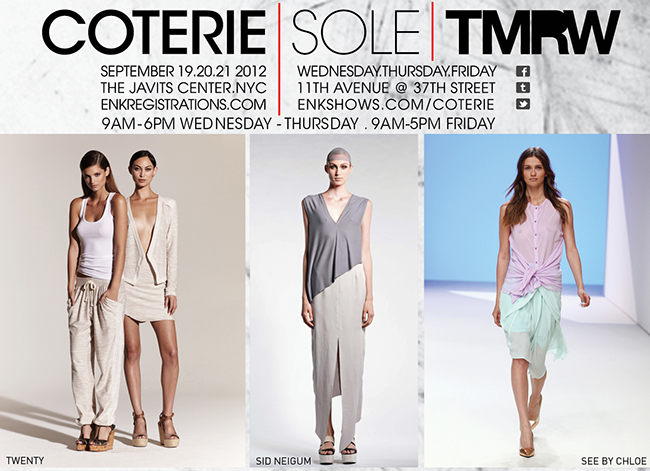 COTERIE | SOLE | TMRW
SEPTEMBER 19.20.21 2012
THE JAVITS CENTER.NYC
ENKREGISTRATIONS.COM
WEDNESDAY.THURSDAY.FRIDAY
11TH AVENUE @ 37TH STREET
ENKSHOWS.COM/COTERIE
f
t
9AM-6PM WEDNESDAY - THURSDAY . 9AM-5PM FRIDAY
TWENTY
SID NEIGUM
SEE BY CHLOE